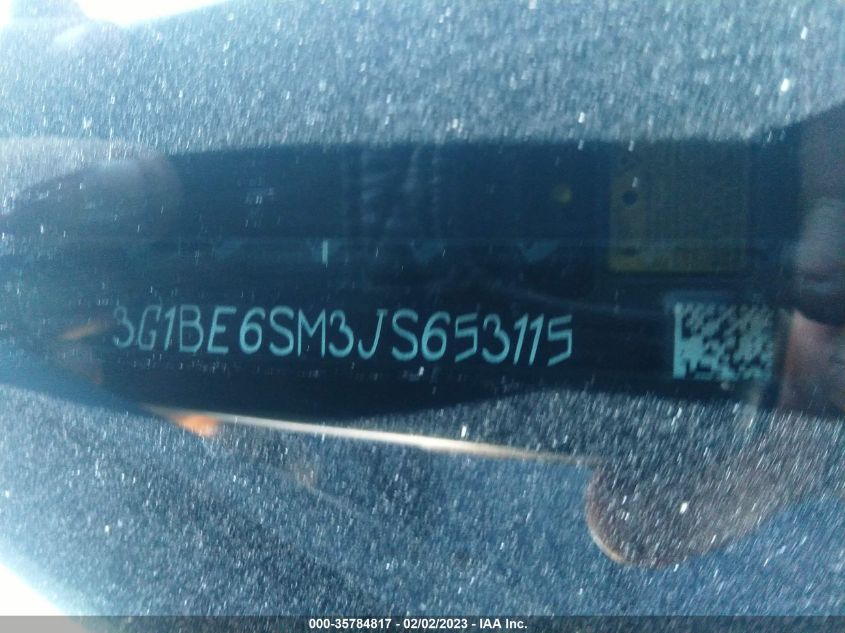 3G1BE6SM3JS653115
000-35784817 - 02/02/2023 - IAA Inc.